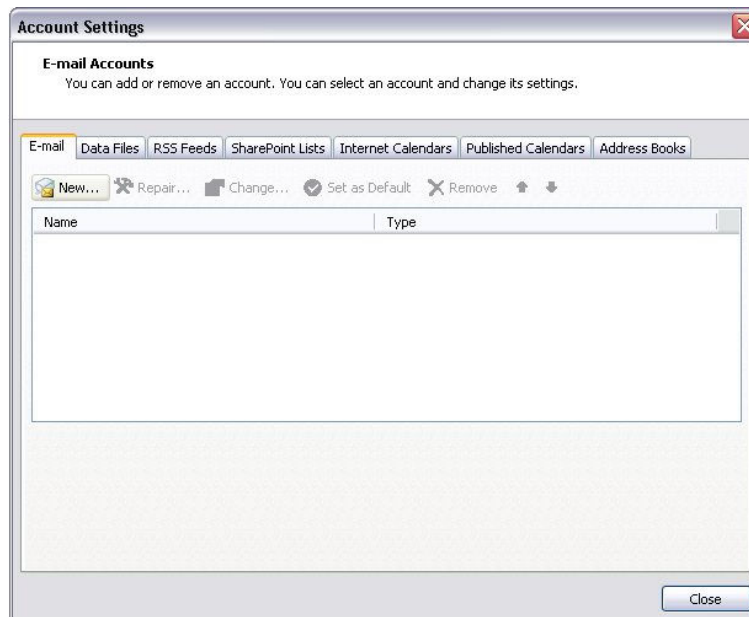 Account Settings
E-mail Accounts
You can add or remove an account. You can select an account and change its settings.
E-mail Data Files RSS Feeds SharePoint Lists Internet Calendars Published Calendars Address Books
New... Repair... Change... Set as Default Remove
Name Type
Close